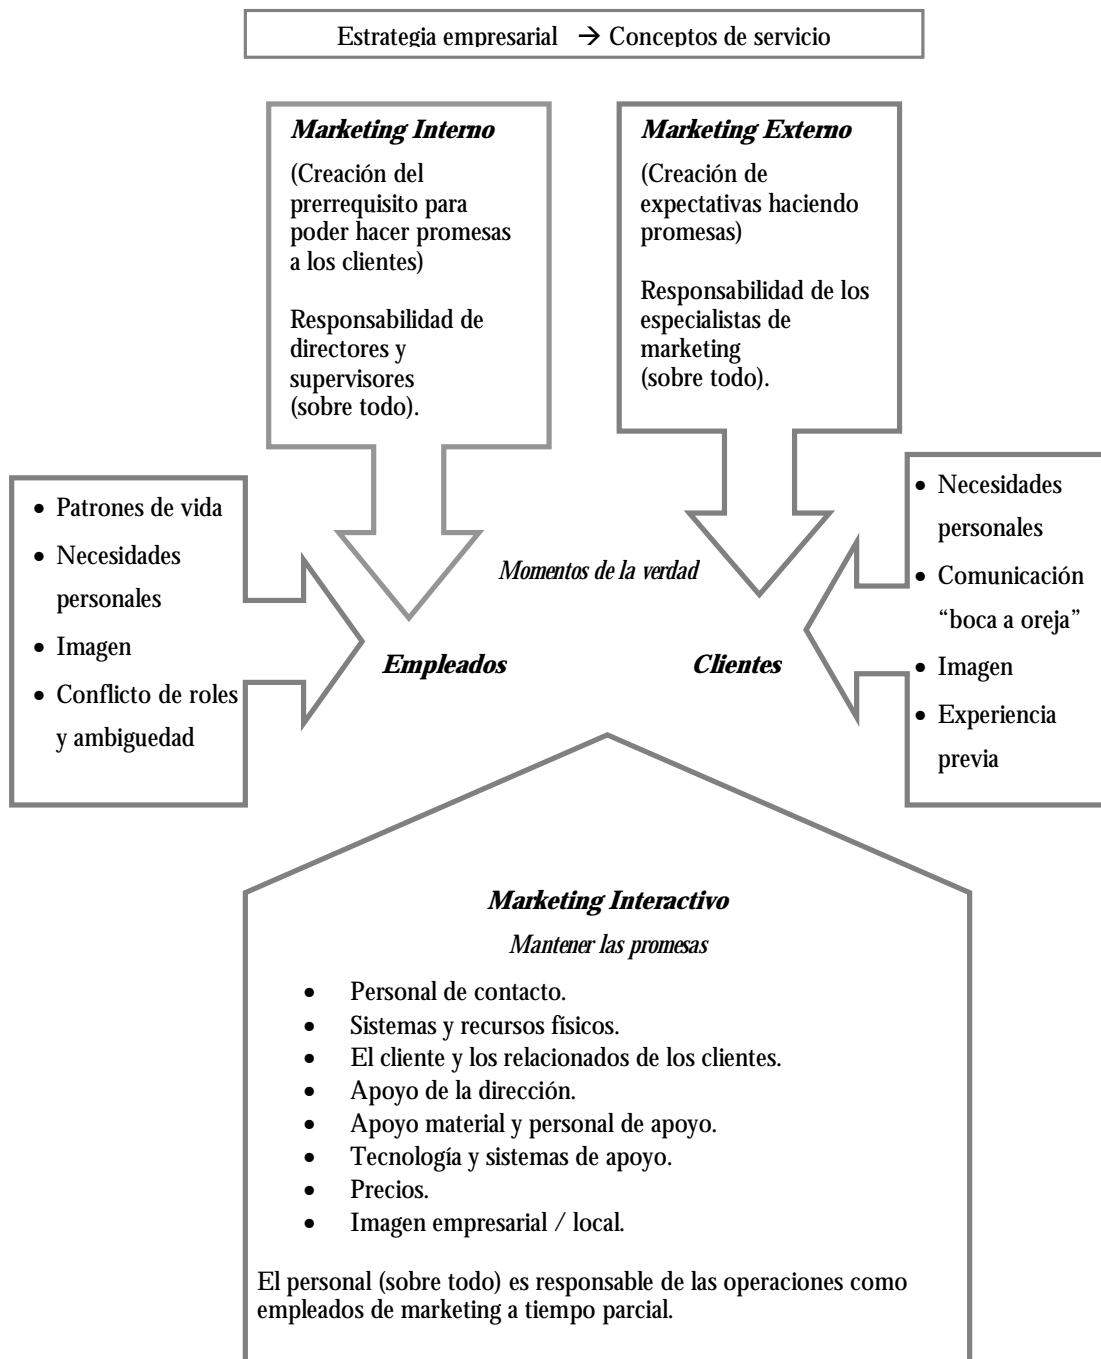 Estrategia empresarial → Conceptos de servicio
Marketing Interno
(Creación del
prerrequisito para
poder hacer promesas
a los clientes)
Responsabilidad de
directores y
supervisores
(sobre todo).
Marketing Externo
(Creación de
expectativas haciendo
promesas)
Responsabilidad de los
especialistas de
marketing
(sobre todo).
• Patrones de vida
• Necesidades
personales
• Imagen
• Conflicto de roles
y ambiguedad
Momentos de la verdad
Empleados
Clientes
• Necesidades
personales
• Comunicación
“boca a oreja”
• Imagen
• Experiencia
previa
Marketing Interactivo
Mantener las promesas
• Personal de contacto.
• Sistemas y recursos físicos.
• El cliente y los relacionados de los clientes.
• Apoyo de la dirección.
• Apoyo material y personal de apoyo.
• Tecnología y sistemas de apoyo.
• Precios.
• Imagen empresarial / local.
El personal (sobre todo) es responsable de las operaciones como
empleados de marketing a tiempo parcial.